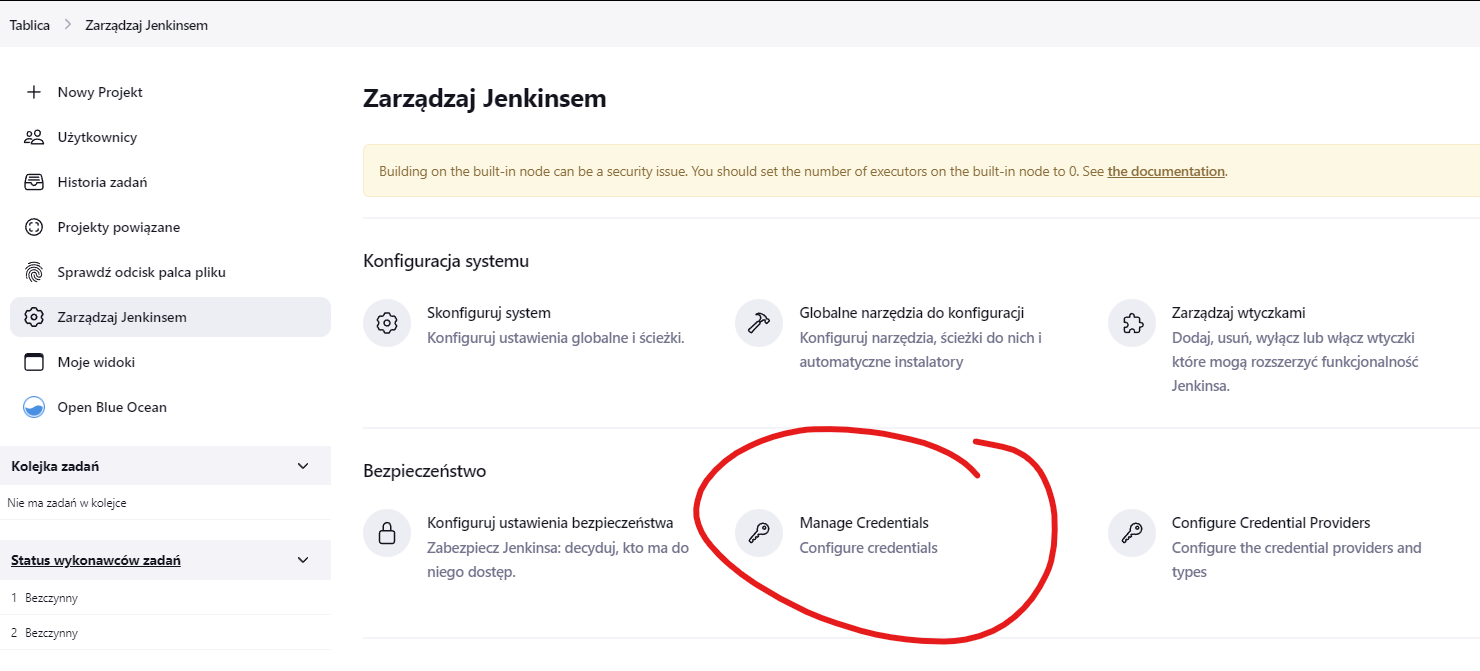 Tablica
Zarządzaj Jenkinsem
Nowy Projekt
Użytkownicy
Historia zadań
Projekty powiązane
Sprawdź odcisk palca pliku
Zarządzaj Jenkinsem
Moje widoki
Open Blue Ocean
Kolejka zadań
Nie ma zadań w kolejce
Status wykonawców zadań
1 Bezczynny
2 Bezczynny
Zarządzaj Jenkinsem
Building on the built-in node can be a security issue. You should set the number of executors on the built-in node to 0. See the documentation.
Konfiguracja systemu
Skonfiguruj system
Konfiguruj ustawienia globalne i ścieżki.
Globalne narzędzia do konfiguracji
Konfiguruj narzędzia, ścieżki do nich i
automatyczne instalatory
Zarządzaj wtyczkami
Dodaj, usuń, wyłącz lub włącz wtyczki
które mogą rozszerzyć funkcjonalność
Jenkinsa.
Bezpieczeństwo
Konfiguruj ustawienia bezpieczeństwa
Zabezpiecz Jenkinsa: decyduj, kto ma do
niego dostęp.
Manage Credentials
Configure credentials
Configure Credential Providers
Configure the credential providers and
types